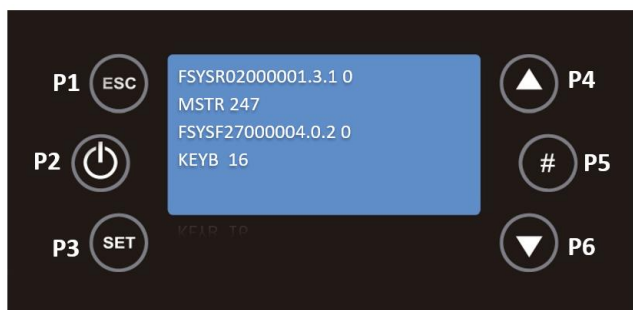 P1 ESC
FSYSR02000001.3.1 0
MSTR 247
FSYSF27000004.0.2 0
KEYB 16
P2
P3 SET
P4
# P5
P6